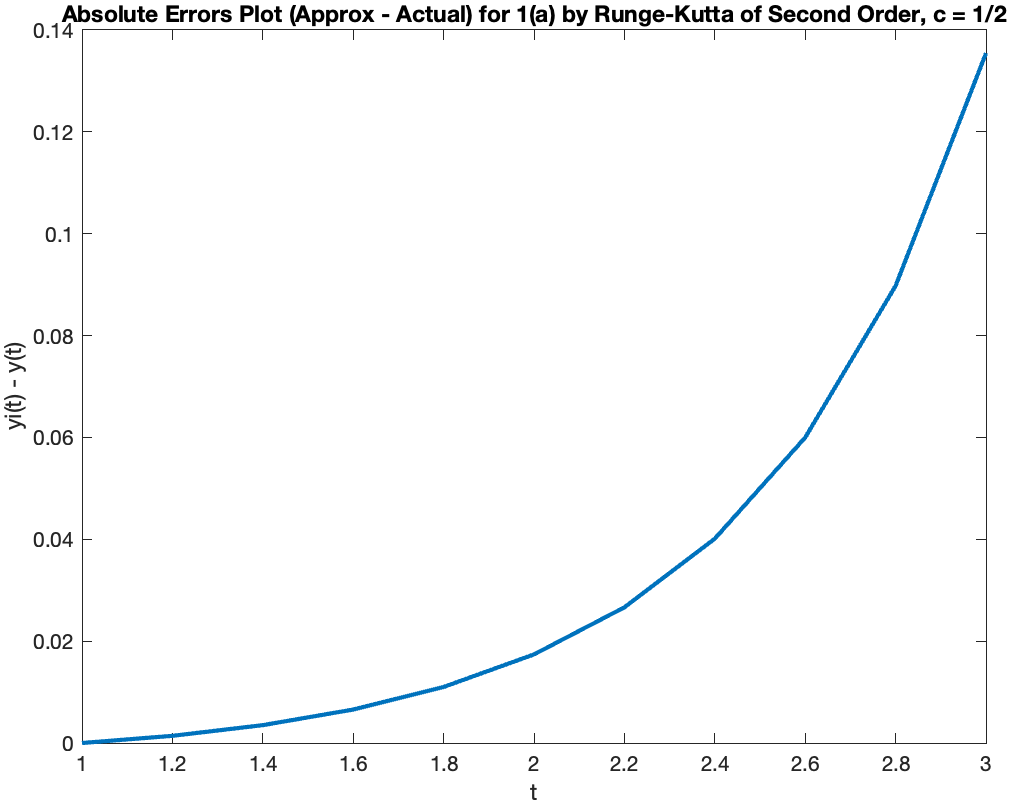 Absolute Errors Plot (Approx - Actual) for 1(a) by Runge-Kutta of Second Order, c = 1/2
0.14
0.12
0.1
0.08
0.06
0.04
0.02
0
yi(t) - y(t)
1 1.2 1.4 1.6 1.8 2 2.2 2.4 2.6 2.8 3
t